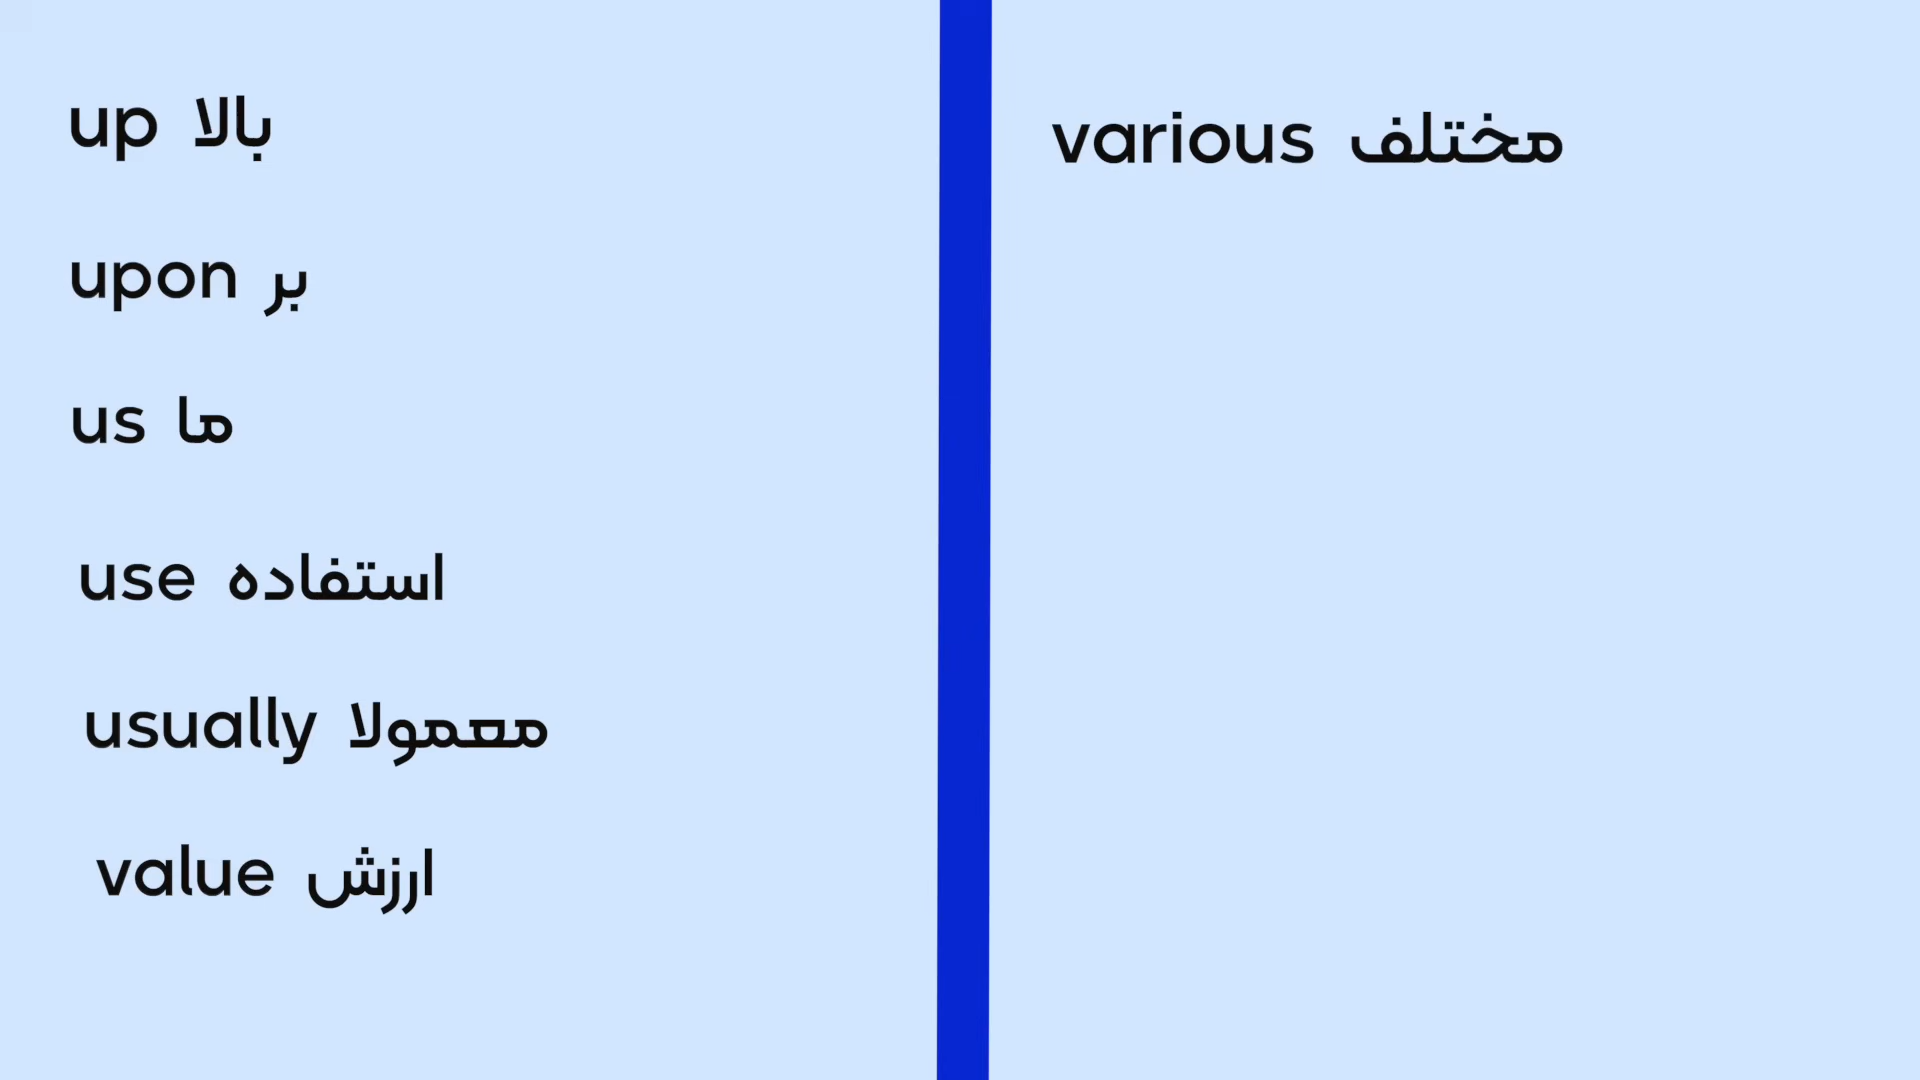 up بالا
upon بر
us ما
use استفاده
usually معمولا
value ارزش
various مختلف